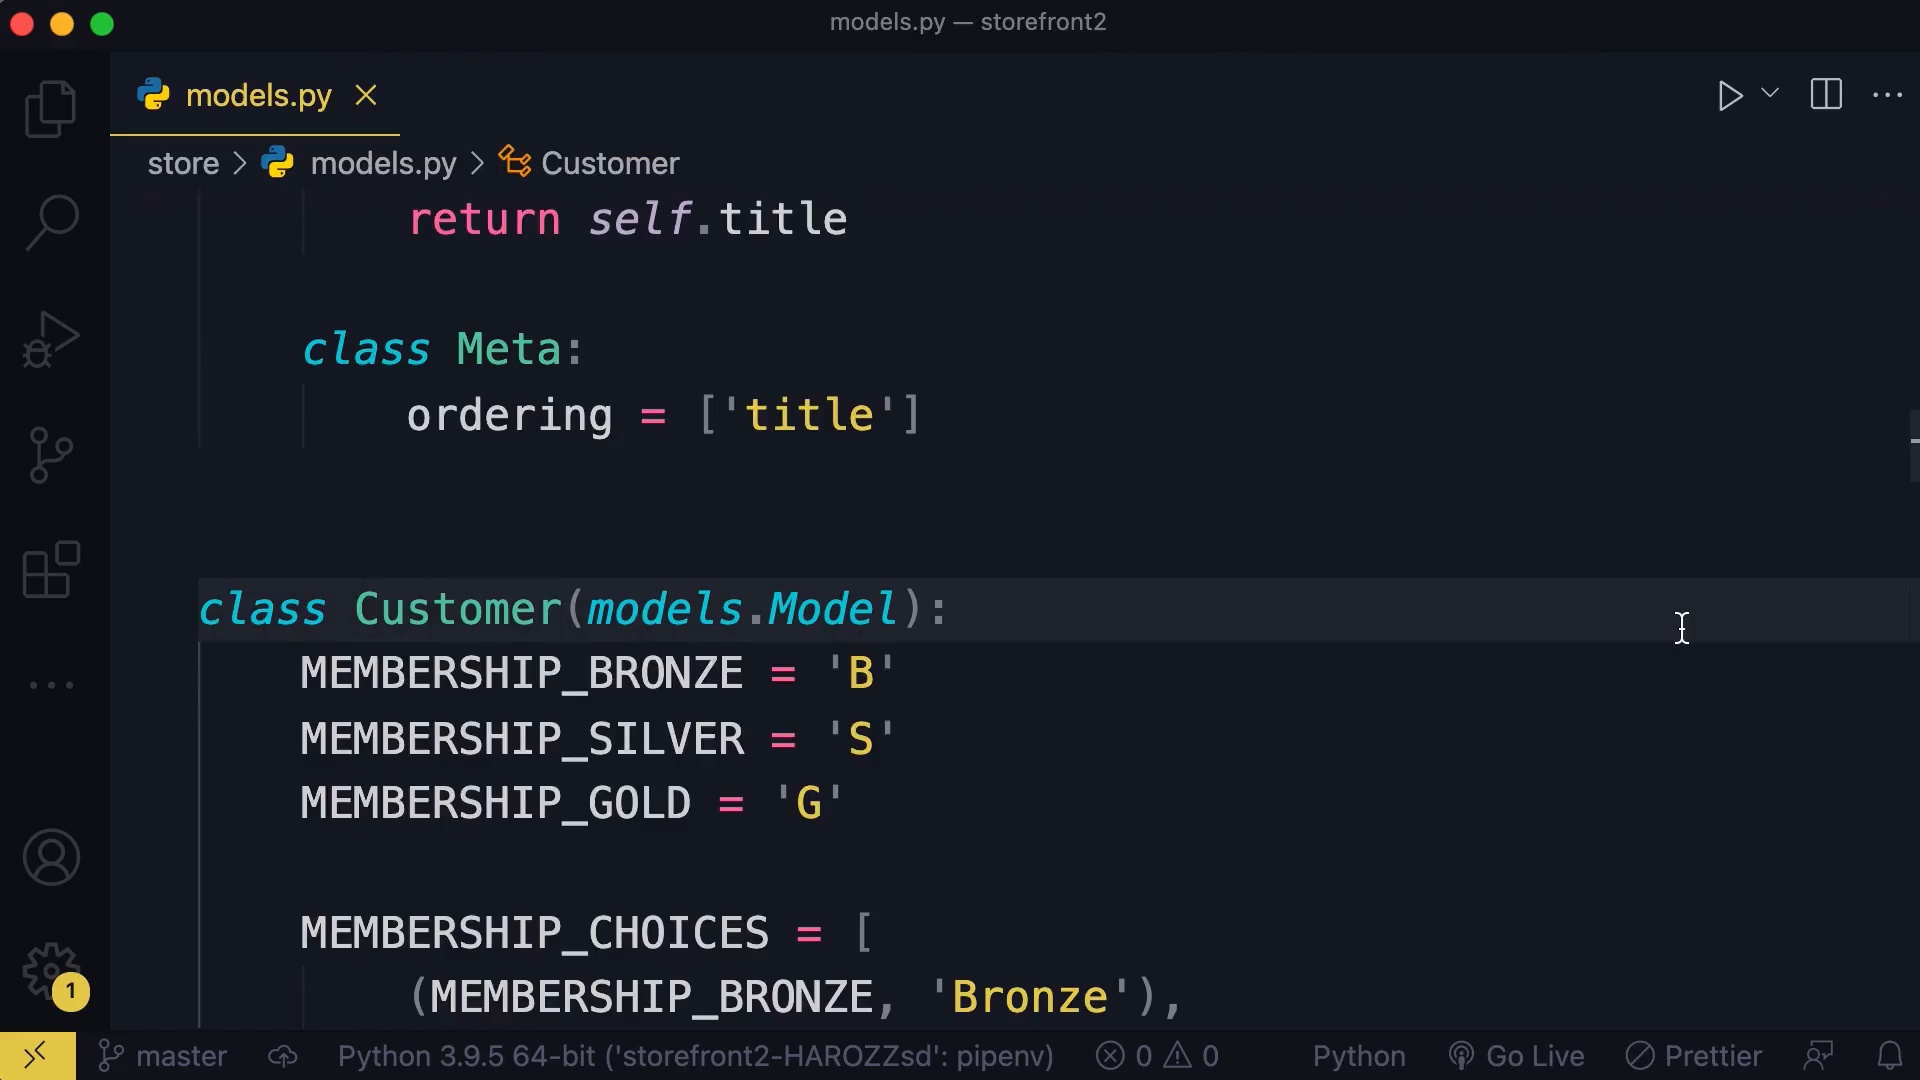 models.py — storefront2
models.py
store > models.py > Customer
return self.title
class Meta:
ordering = ['title']
class Customer(models.Model):
MEMBERSHIP_BRONZE = 'B'
MEMBERSHIP_SILVER = 'S'
MEMBERSHIP_GOLD = 'G'
MEMBERSHIP_CHOICES = [
(MEMBERSHIP_BRONZE, 'Bronze'),
1
master Python 3.9.5 64-bit ('storefront2-HAROZZsd': pipenv) 0 0 Python Go Live Prettier